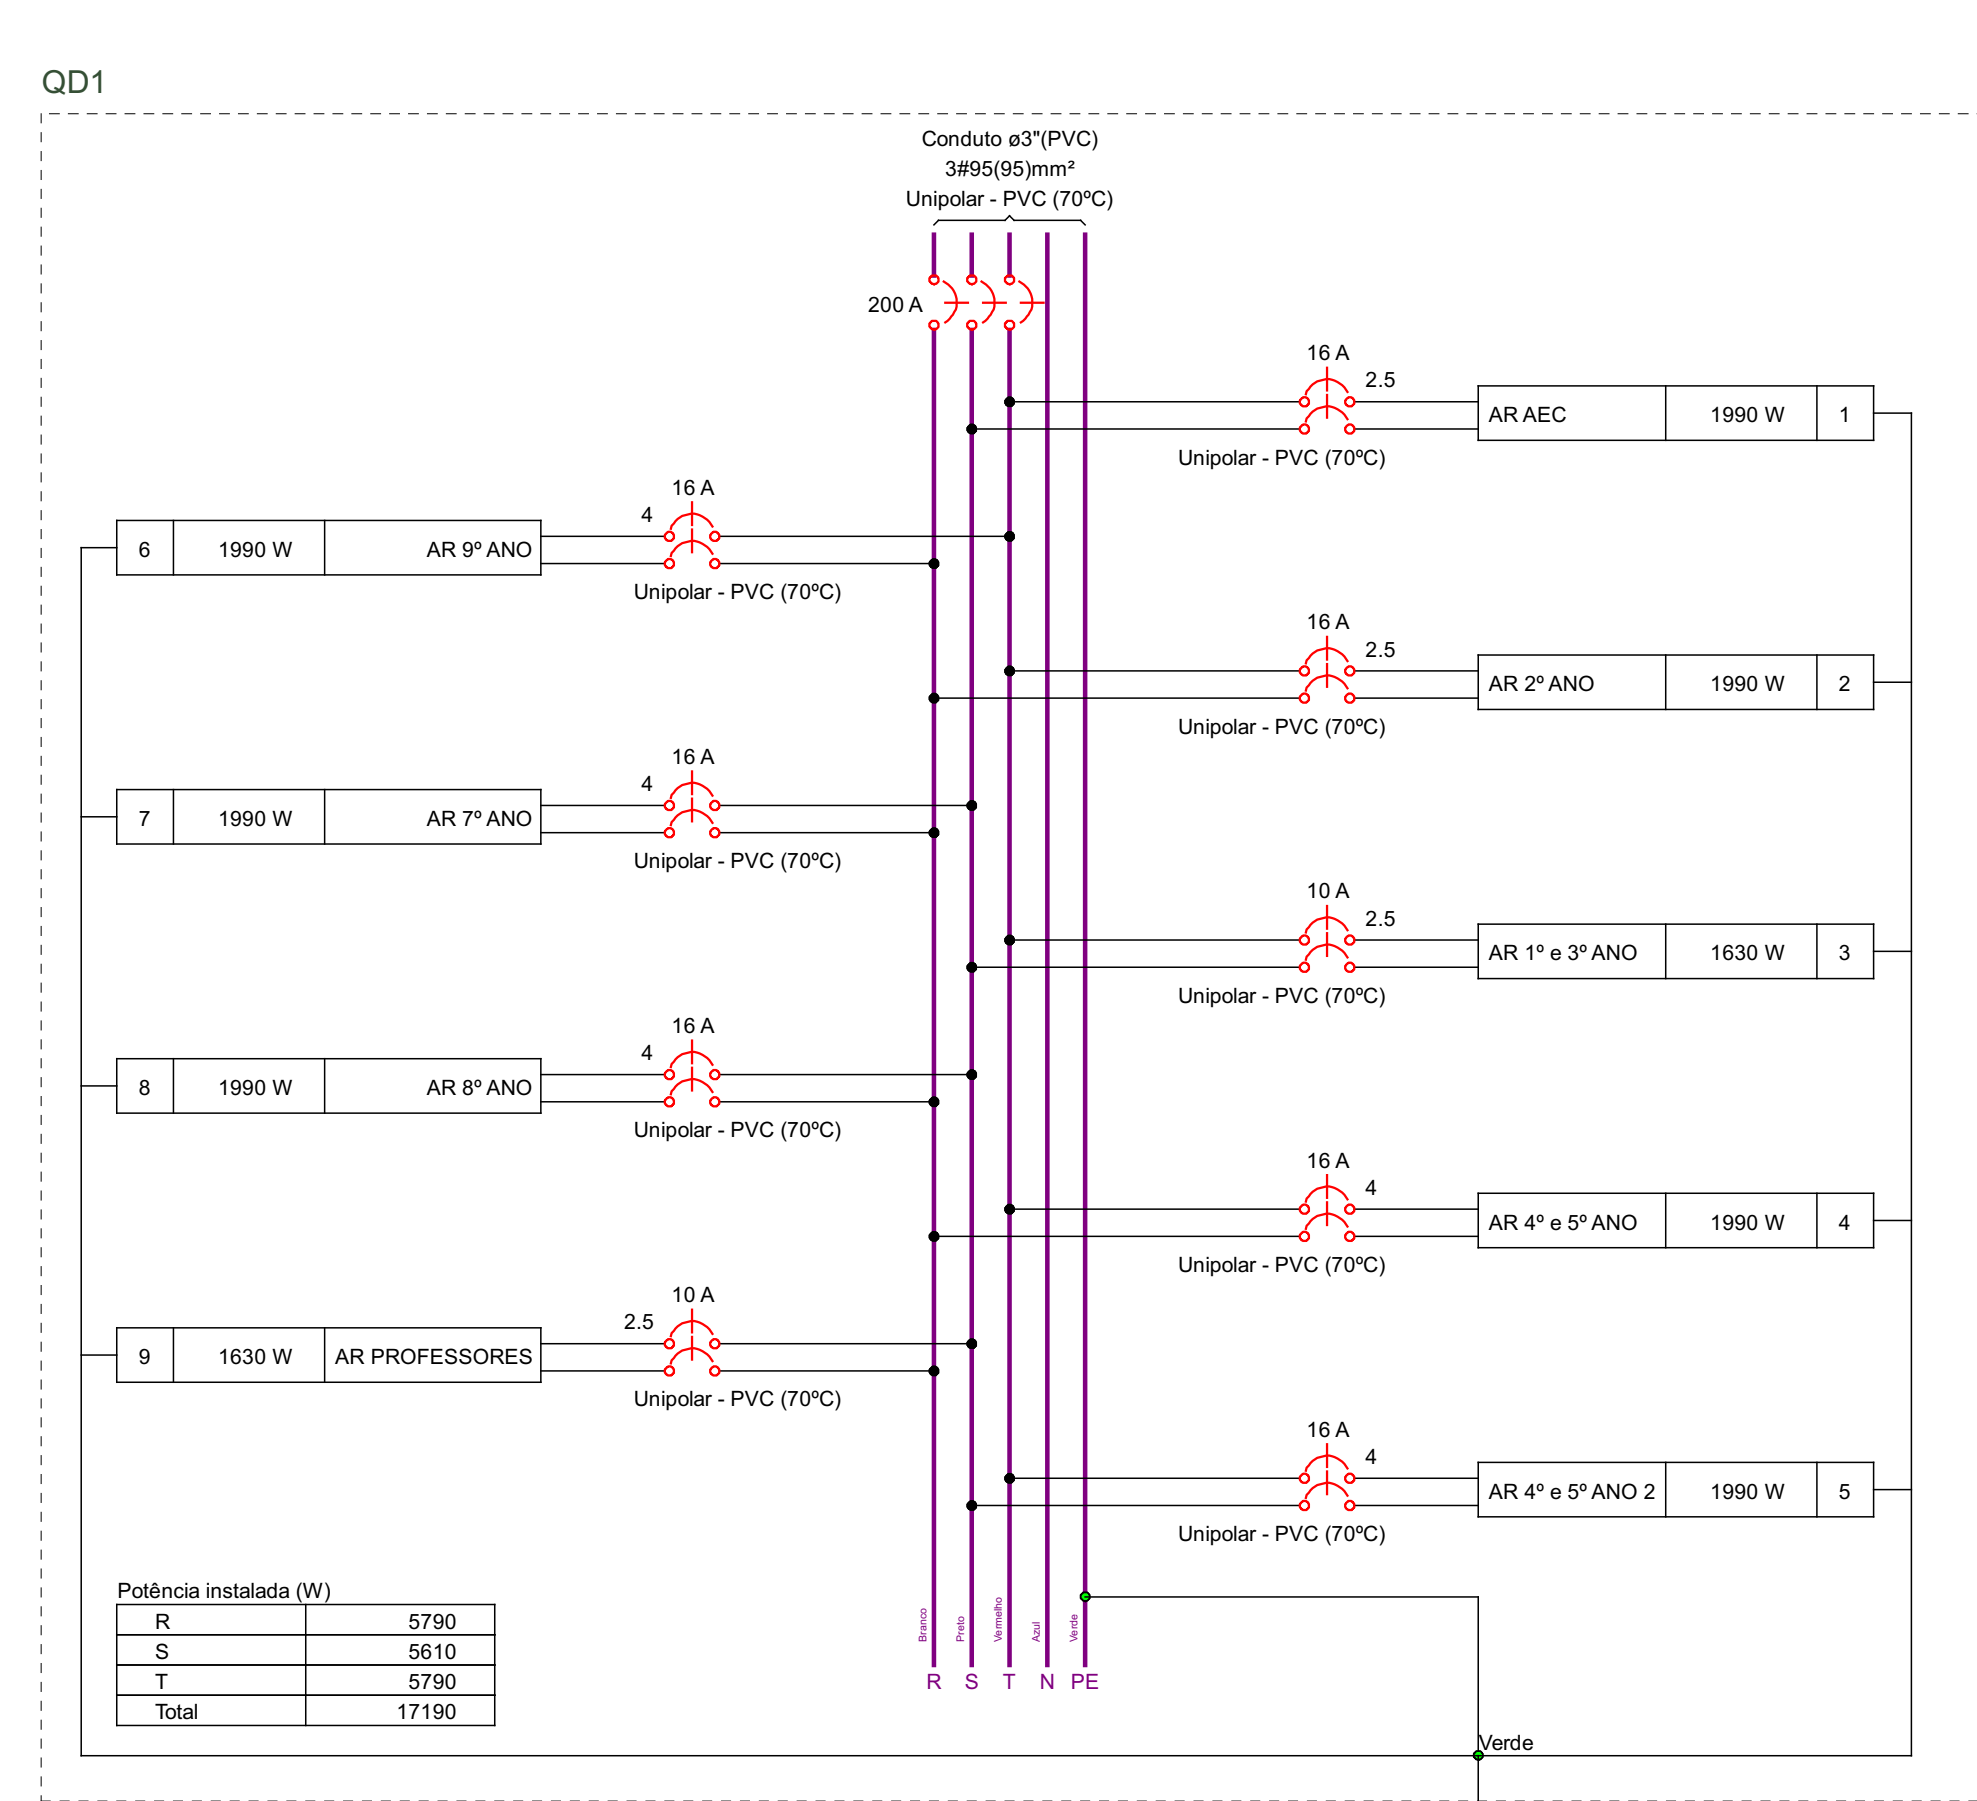 QD1
Conduto ø3"(PVC)
3#95(95)mm²
Unipolar - PVC (70ºC)
200 A
16 A
2.5
AR AEC 1990 W 1
Unipolar - PVC (70ºC)
16 A
4
6 1990 W AR 9º ANO
Unipolar - PVC (70ºC)
16 A
2.5
AR 2º ANO 1990 W 2
Unipolar - PVC (70ºC)
16 A
4
7 1990 W AR 7º ANO
Unipolar - PVC (70ºC)
10 A
2.5
AR 1º e 3º ANO 1630 W 3
Unipolar - PVC (70ºC)
16 A
4
8 1990 W AR 8º ANO
Unipolar - PVC (70ºC)
16 A
4
AR 4º e 5º ANO 1990 W 4
Unipolar - PVC (70ºC)
10 A
2.5
9 1630 W AR PROFESSORES
Unipolar - PVC (70ºC)
16 A
4
AR 4º e 5º ANO 2 1990 W 5
Unipolar - PVC (70ºC)
Potência instalada (W)
R 5790
S 5610
T 5790
Total 17190
Branco Preto Vermelho Azul Verde
R S T N PE
Verde